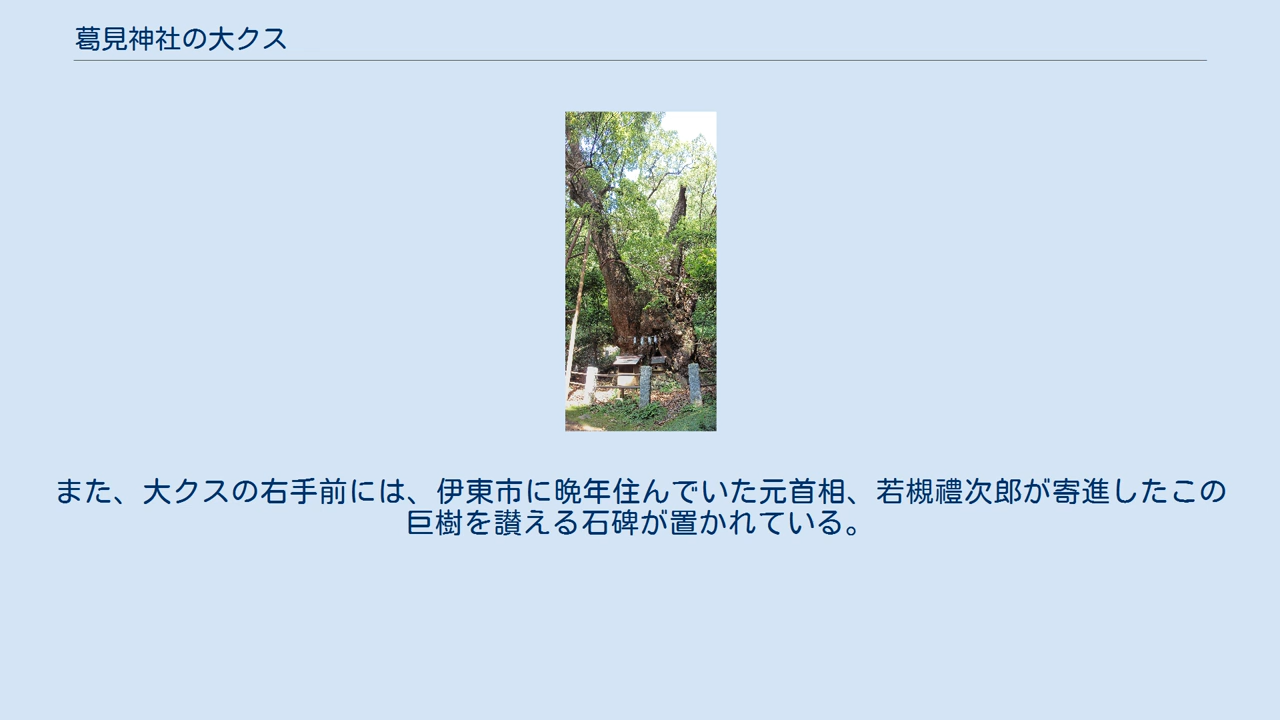 葛見神社の大クス
また、大クスの右手前には、伊東市に晩年住んでいた元首相、若槻禮次郎が寄進したこの
巨樹を讃える石碑が置かれている。